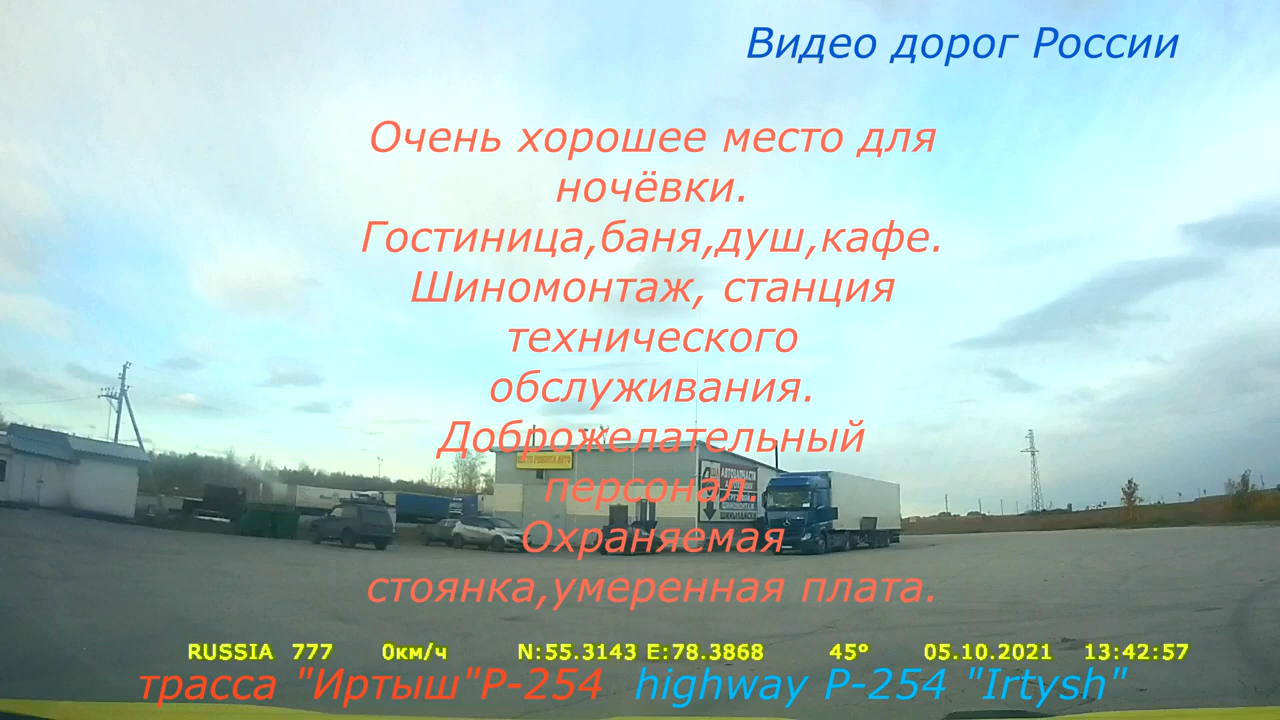 Видео дорог России
Очень хорошее место для
ночёвки.
Гостиница,баня,душ,кафе.
Шиномонтаж, станция
технического
обслуживания.
Доброжелательный
персонал.
Охраняемая
стоянка,умеренная плата.
АВТОЗАПЧАСТИ
ШИНОМОНТАЖ
RUSSIA 777 0км/ч N:55.3143 E:78.3868 45° 05.10.2021 13:42:57
трасса "Иртыш"Р-254 highway P-254 "Irtysh"